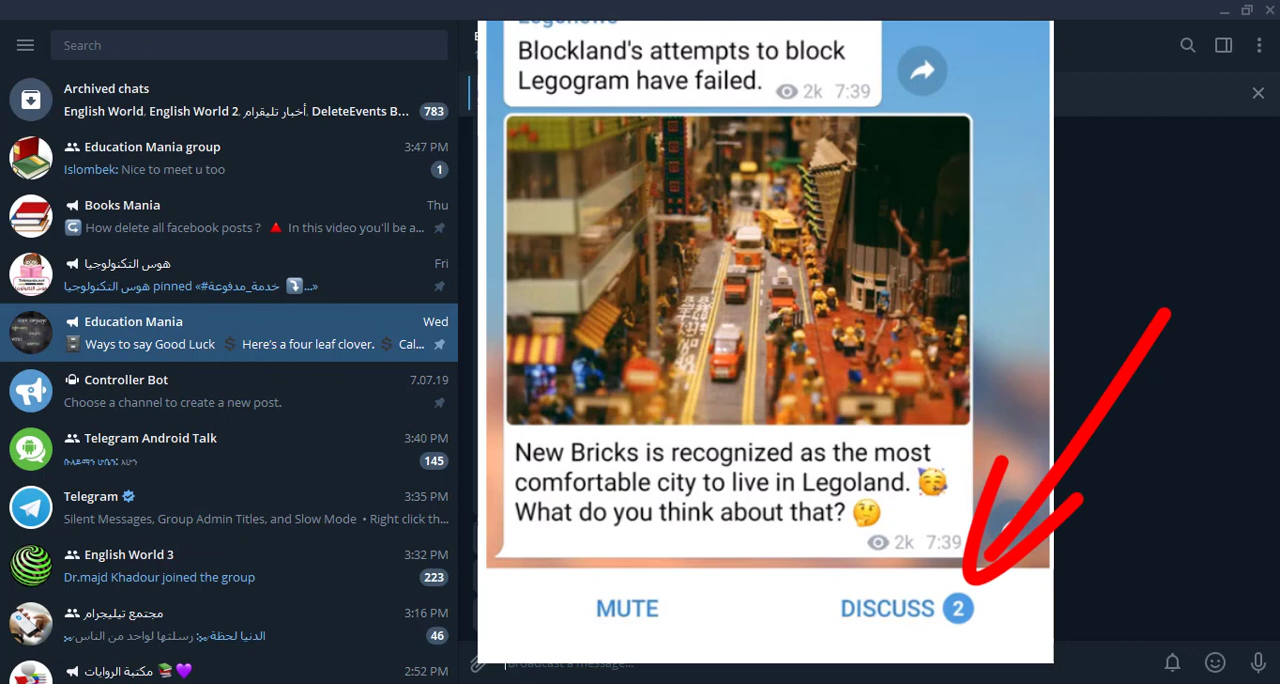 Search
Archived chats
English World, English World 2, أخبار تليقرام, DeleteEvents B...
783
Education Mania group
3:47 PM
Islombek: Nice to meet u too
1
Books Mania
Thu
How delete all facebook posts ? 🔺 In this video you'll be a...
هوس التكنولوجيا
Fri
هوس التكنولوجيا pinned «#خدمة_مدفوعة ⤵️...»
Education Mania
Wed
Ways to say Good Luck 💲 Here's a four leaf clover. 💲 Cal...
Controller Bot
7.07.19
Choose a channel to create a new post.
Telegram Android Talk
3:40 PM
145
Telegram
3:35 PM
Silent Messages, Group Admin Titles, and Slow Mode • Right click th...
English World 3
3:32 PM
Dr.majd Khadour joined the group
223
مجتمع تيليجرام
3:16 PM
الدنيا لحظة: رسلتها لواحد من الناس
46
مكتبة الروايات 📚💜
2:52 PM
Blockland's attempts to block
Legogram have failed.
2k 7:39
New Bricks is recognized as the most
comfortable city to live in Legoland. 🥳
What do you think about that? 🤔
2k 7:39
MUTE
DISCUSS 2
Broadcast a message...